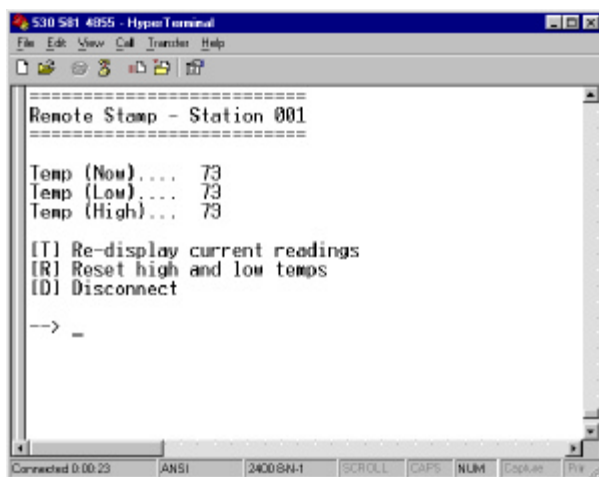 530 581 4855 - HyperTerminal
File Edit View Call Transfer Help
===========================
Remote Stamp - Station 001
===========================
Temp (Now).... 73
Temp (Low).... 73
Temp (High)... 73
[T] Re-display current readings
[R] Reset high and low temps
[D] Disconnect
--> _
Connected 0:00:23 ANSI 2400 8-N-1 SCROLL CAPS NUM Capture Prin